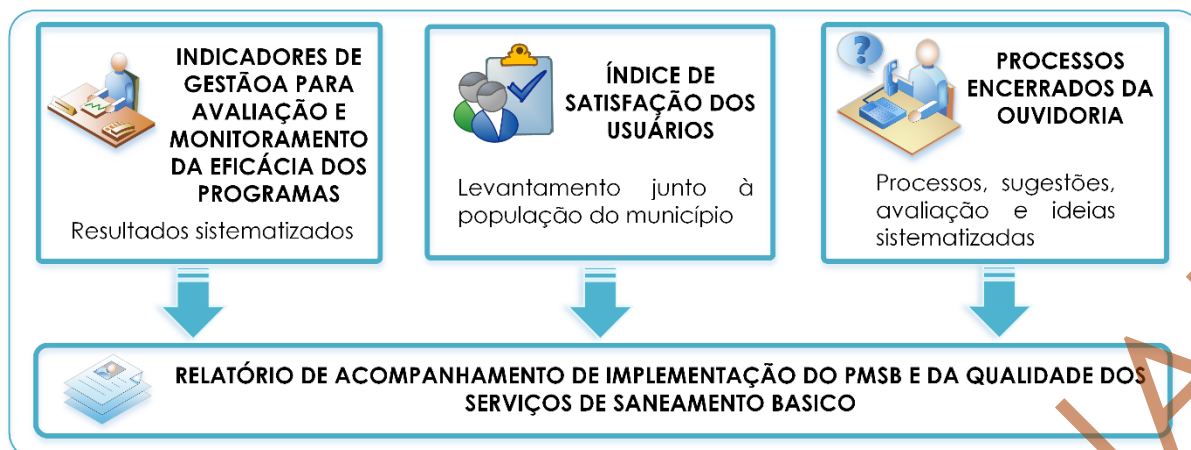 INDICADORES DE
GESTÃOA PARA
AVALIAÇÃO E
MONITORAMENTO
DA EFICÁCIA DOS
PROGRAMAS
Resultados sistematizados
ÍNDICE DE
SATISFAÇÃO DOS
USUÁRIOS
Levantamento junto à
população do município
?
PROCESSOS
ENCERRADOS DA
OUVIDORIA
Processos, sugestões,
avaliação e ideias
sistematizadas
RELATÓRIO DE ACOMPANHAMENTO DE IMPLEMENTAÇÃO DO PMSB E DA QUALIDADE DOS
SERVIÇOS DE SANEAMENTO BASICO